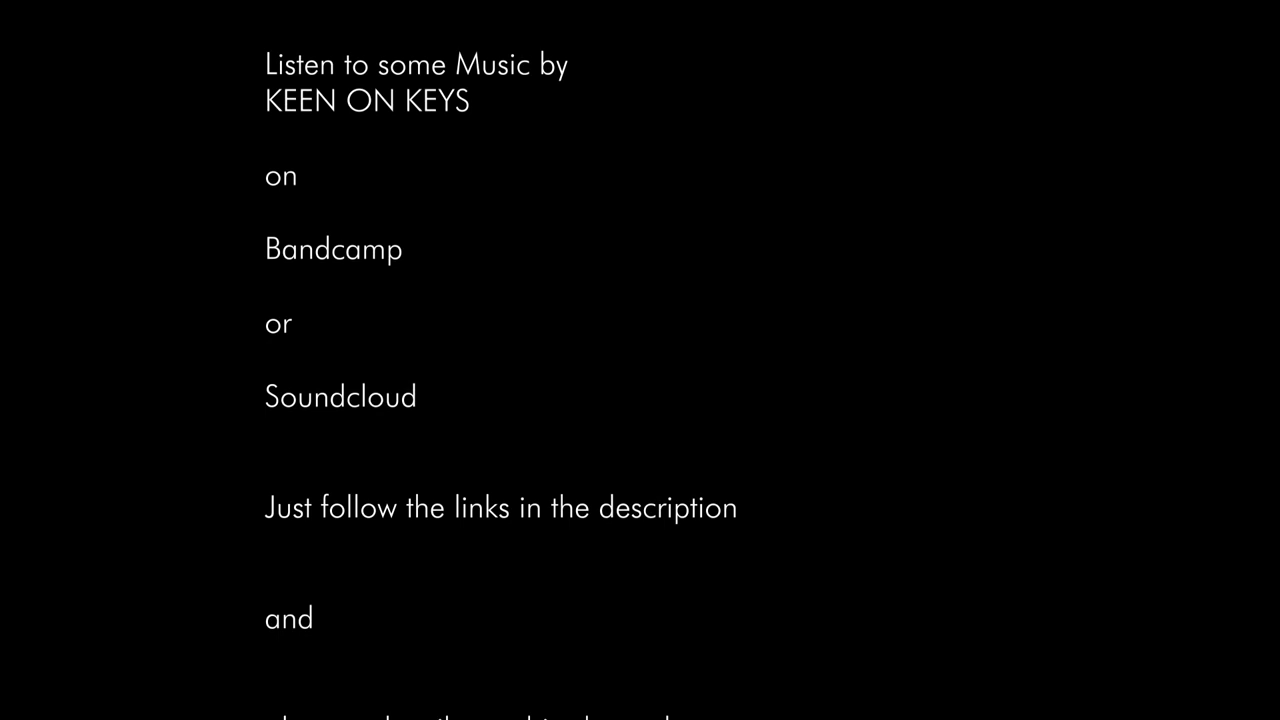 Listen to some Music by
KEEN ON KEYS
on
Bandcamp
or
Soundcloud
Just follow the links in the description
and